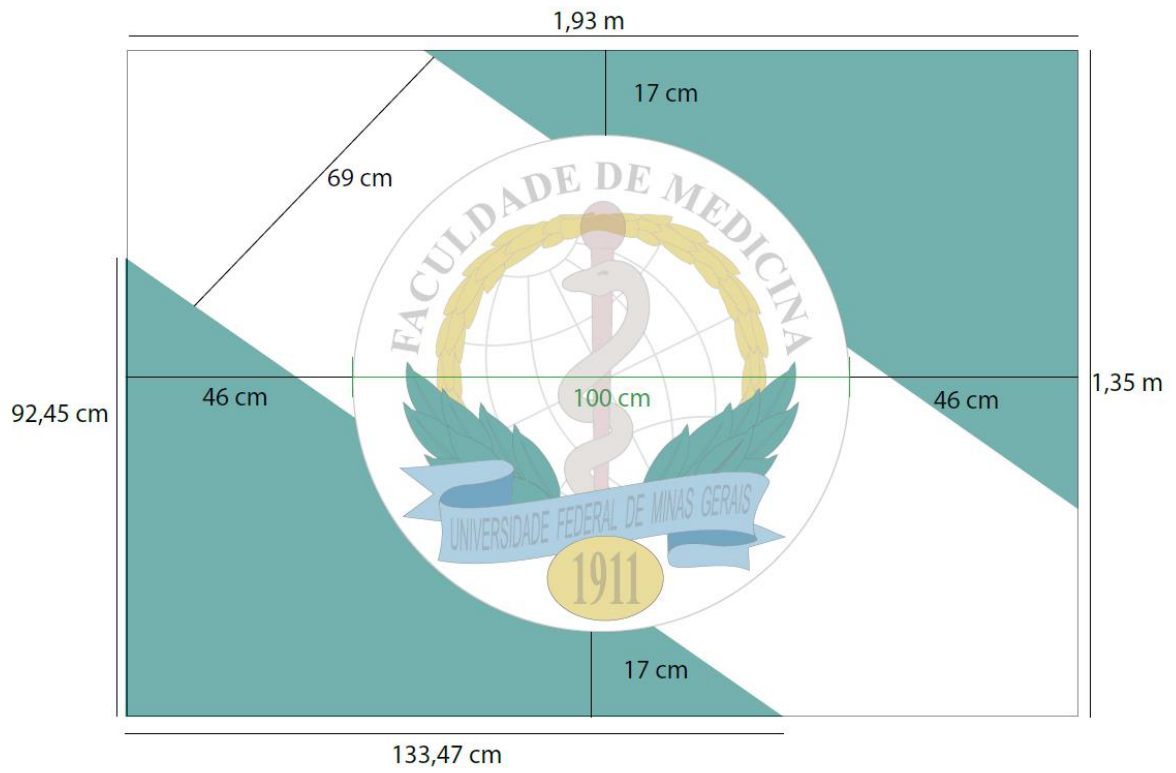 1,93 m
17 cm
69 cm
FACULDADE DE MEDICINA
46 cm
100 cm
46 cm
1,35 m
92,45 cm
UNIVERSIDADE FEDERAL DE MINAS GERAIS
1911
17 cm
133,47 cm